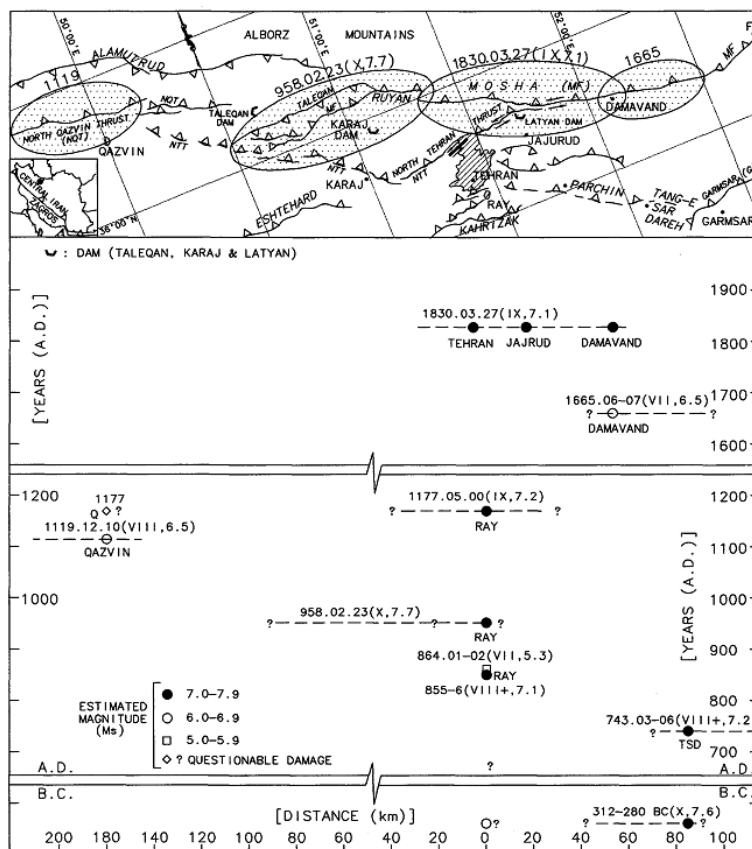 50°00'E
51°00'E
52°00'E
ALAMUTRUD
ALBORZ
MOUNTAINS
1119
958.02.23(X,7.7)
1830.03.27(IX,7.1)
1665
MF
NORTH QAZVIN THRUST
(NQT)
NQT
QAZVIN
NTT
TALEQAN
DAM
TALEQAN
MF
RUYAN
KARAJ
DAM
MOSHA (MF)
DAMAVAND
THRUST
LATYAN DAM
JAJURUD
NORTH TEHRAN
NTT
NTT
TEHRAN
RAY
KARAJ
ESHTEHARD
KAHRIZAK
PARCHIN
TANG-E
SAR
DAREH
GARMSAR
GARMSAR
CENTRAL IRAN
ZAGROS
36°00'N
: DAM (TALEQAN, KARAJ & LATYAN)
[YEARS (A.D.)]
1900
1800
1700
1600
1830.03.27(IX,7.1)
TEHRAN JAJRUD DAMAVAND
1665.06-07(VII,6.5)
? ?
DAMAVAND
1200
1000
1177
Q ?
1119.12.10(VIII,6.5)
QAZVIN
1177.05.00(IX,7.2)
? ?
RAY
958.02.23(X,7.7)
? ? ?
RAY
864.01-02(VII,5.3)
RAY
855-6(VIII+,7.1)
743.03-06(VIII+,7.2
?
TSD
?
1200
1100
1000
900
800
700
[YEARS (A.D.)]
ESTIMATED
MAGNITUDE
(Ms)
7.0-7.9
6.0-6.9
5.0-5.9
? QUESTIONABLE DAMAGE
A.D.
B.C.
A.D.
B.C.
[DISTANCE (km)]
?
312-280 BC(X,7.6)
? ?
200 180 160 140 120 100 80 60 40 20 0 20 40 60 80 100